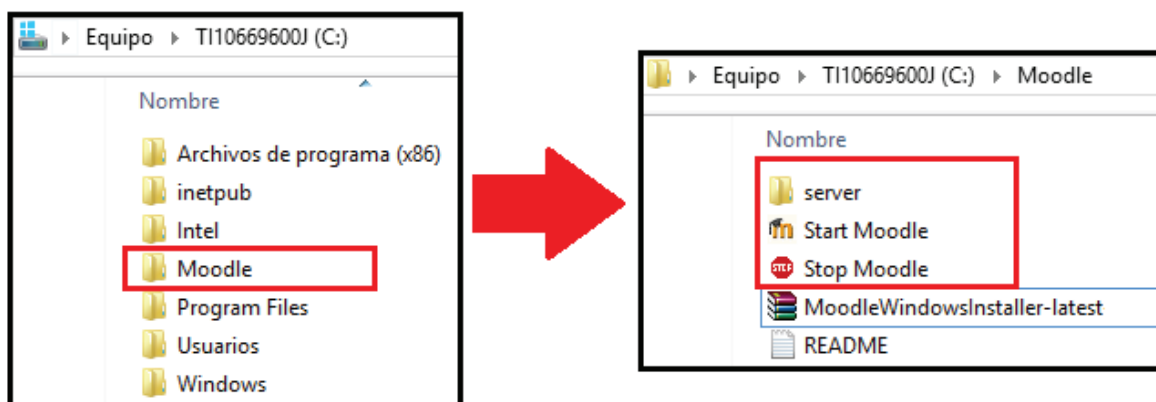 Equipo TI10669600J (C:)
Nombre
Archivos de programa (x86)
inetpub
Intel
Moodle
Program Files
Usuarios
Windows
Equipo TI10669600J (C:) Moodle
Nombre
server
Start Moodle
STOP Stop Moodle
MoodleWindowsInstaller-latest
README